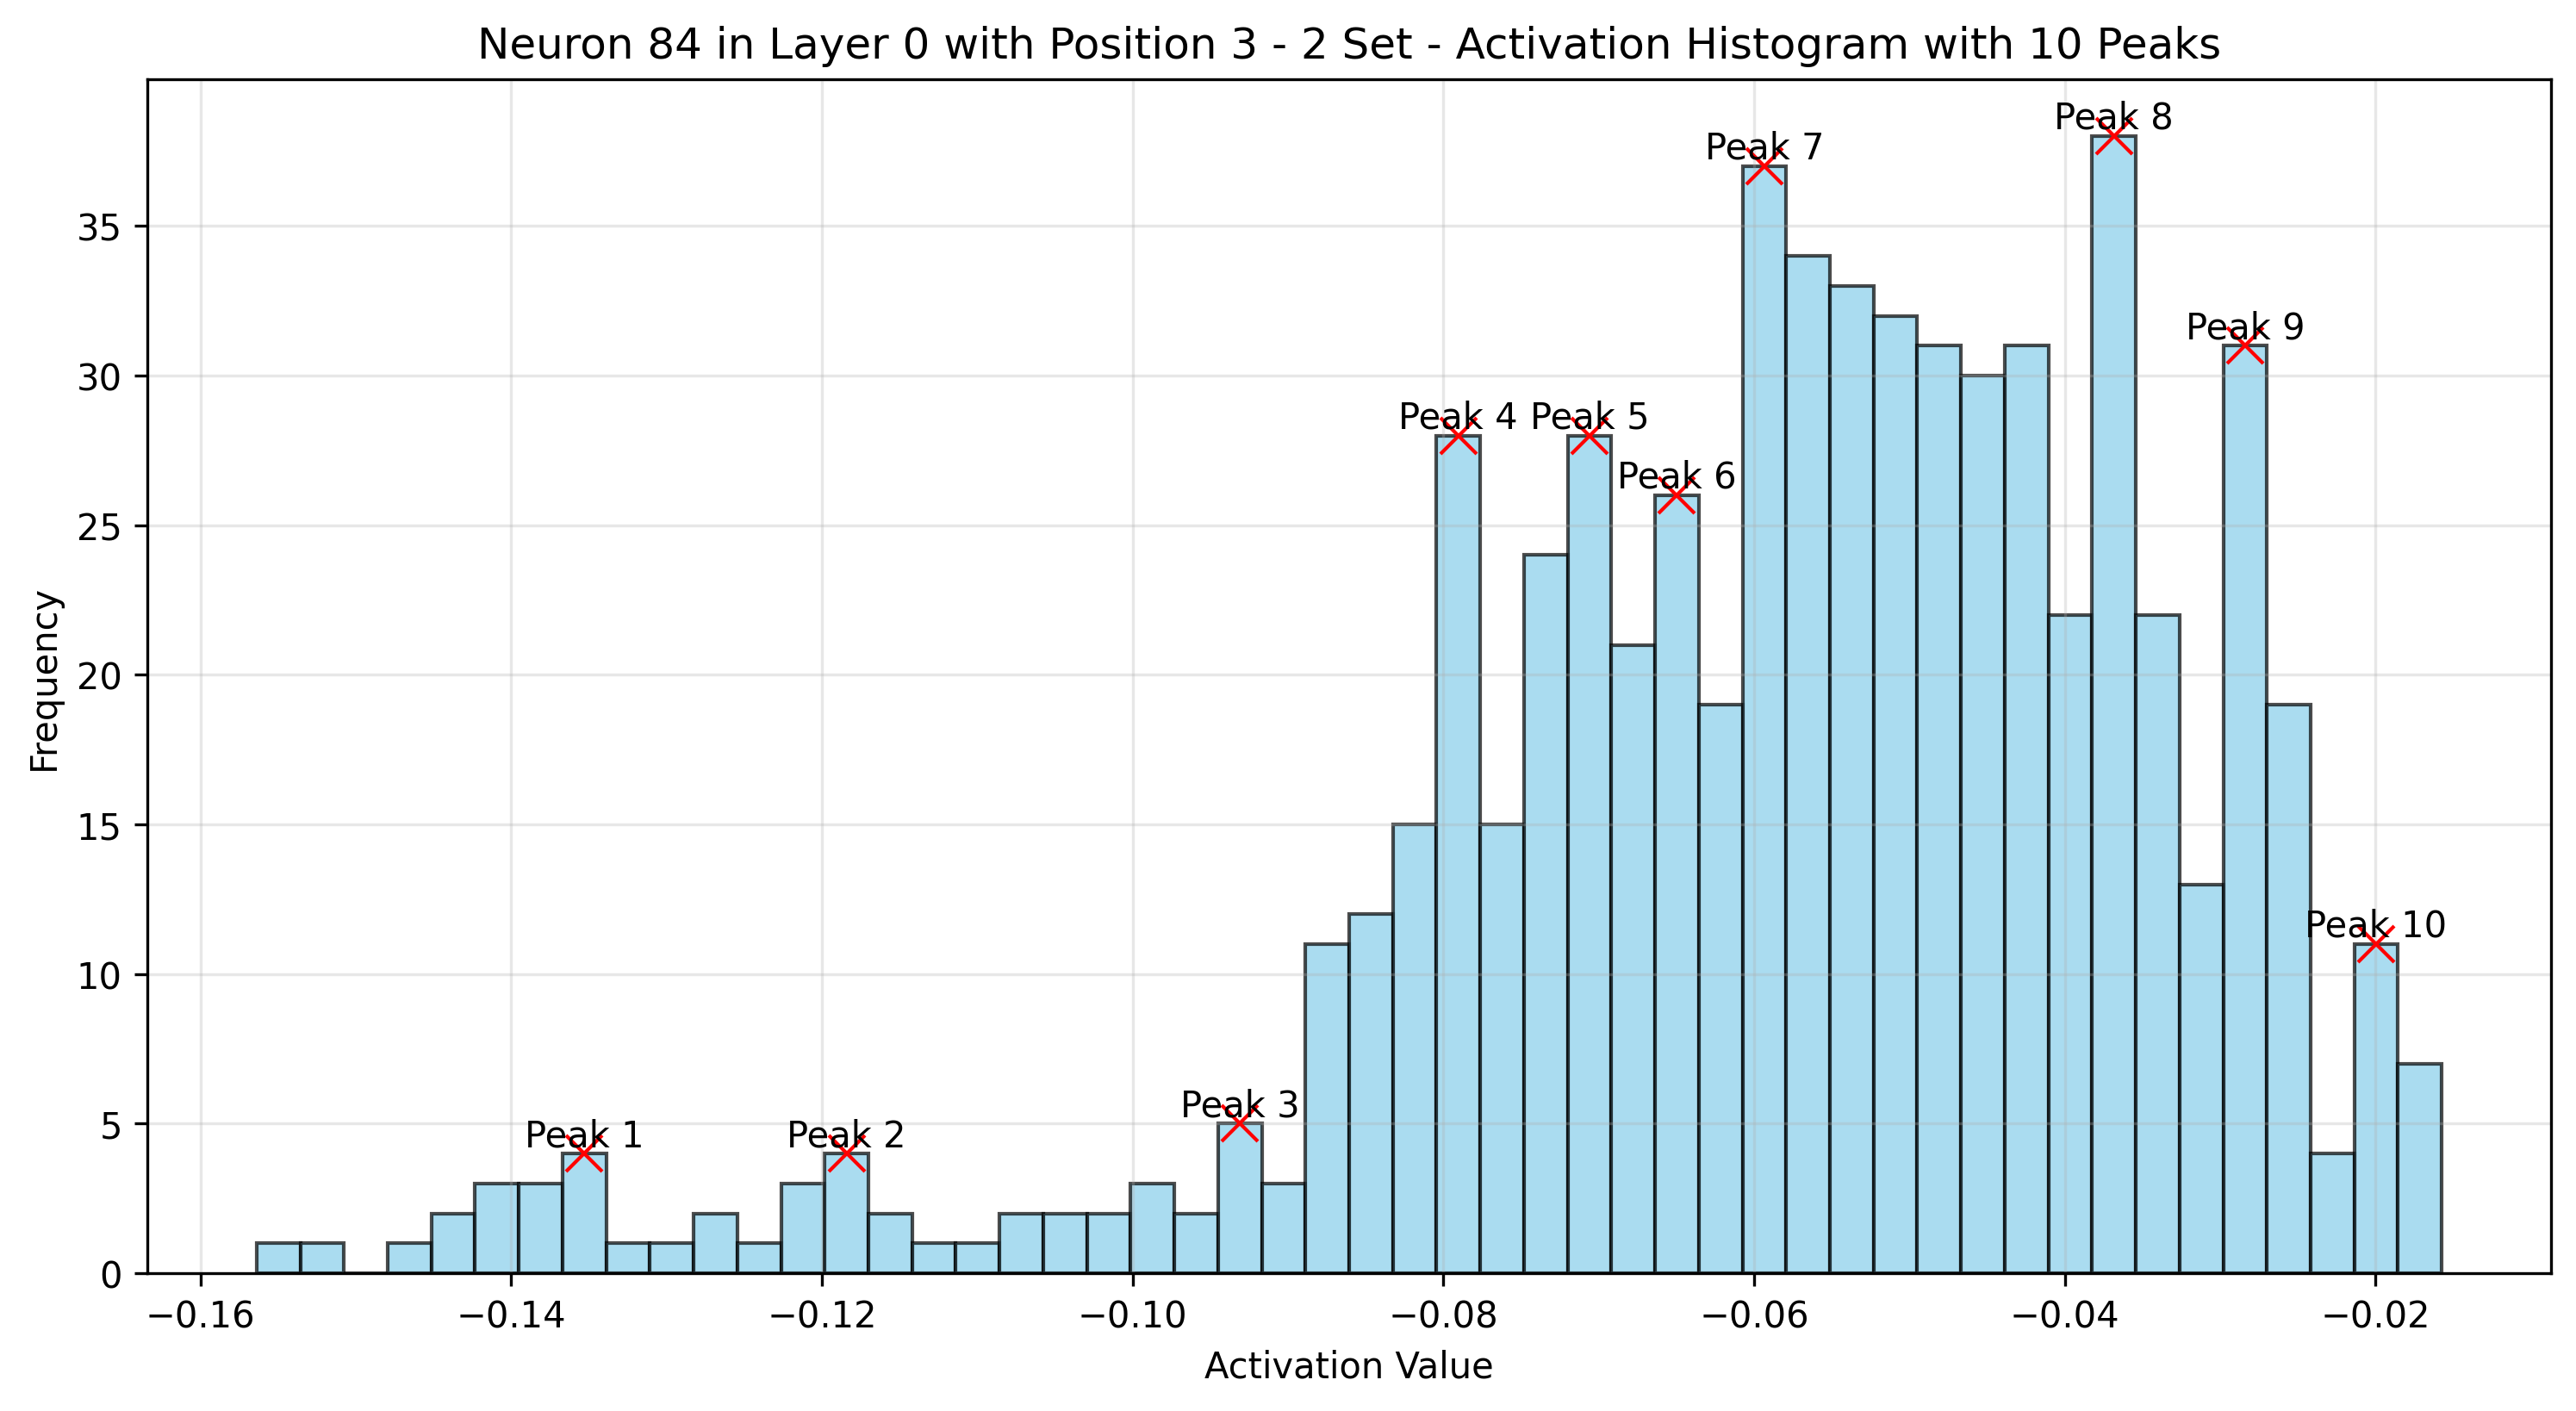 Neuron 84 in Layer 0 with Position 3 - 2 Set - Activation Histogram with 10 Peaks
Peak 8
Peak 7
Peak 9
Peak 4
Peak 5
Peak 6
Peak 10
Peak 3
Peak 1
Peak 2
35
30
25
20
15
10
5
0
Frequency
−0.16
−0.14
−0.12
−0.10
−0.08
−0.06
−0.04
−0.02
Activation Value